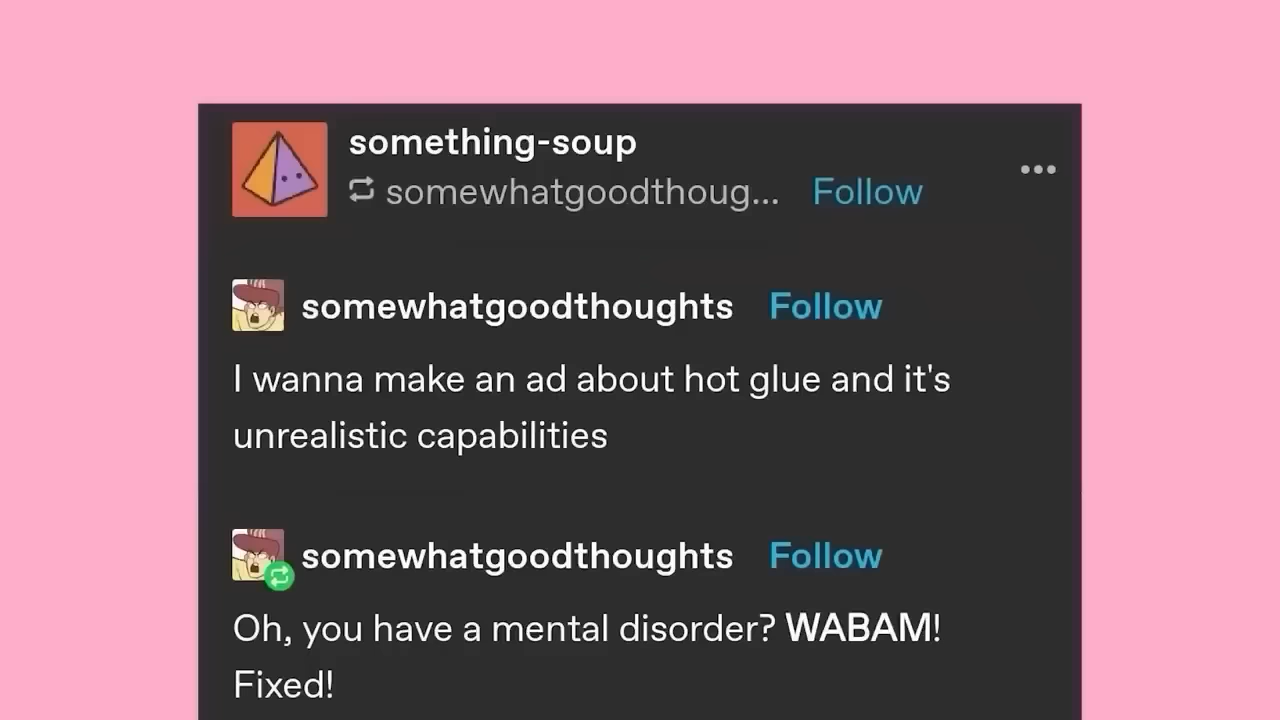 something-soup
somewhatgoodthoug... Follow
somewhatgoodthoughts Follow
I wanna make an ad about hot glue and it's
unrealistic capabilities
somewhatgoodthoughts Follow
Oh, you have a mental disorder? WABAM!
Fixed!